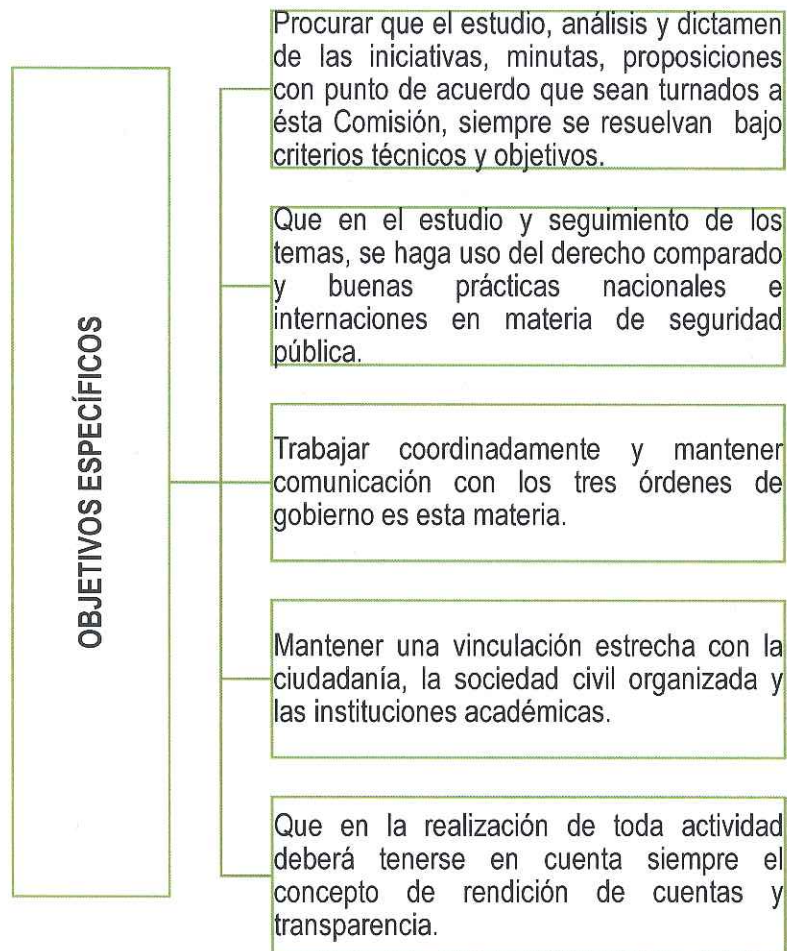 OBJETIVOS ESPECÍFICOS
Procurar que el estudio, análisis y dictamen
de las iniciativas, minutas, proposiciones
con punto de acuerdo que sean turnados a
ésta Comisión, siempre se resuelvan bajo
criterios técnicos y objetivos.
Que en el estudio y seguimiento de los
temas, se haga uso del derecho comparado
y buenas prácticas nacionales e
internaciones en materia de seguridad
pública.
Trabajar coordinadamente y mantener
comunicación con los tres órdenes de
gobierno es esta materia.
Mantener una vinculación estrecha con la
ciudadanía, la sociedad civil organizada y
las instituciones académicas.
Que en la realización de toda actividad
deberá tenerse en cuenta siempre el
concepto de rendición de cuentas y
transparencia.